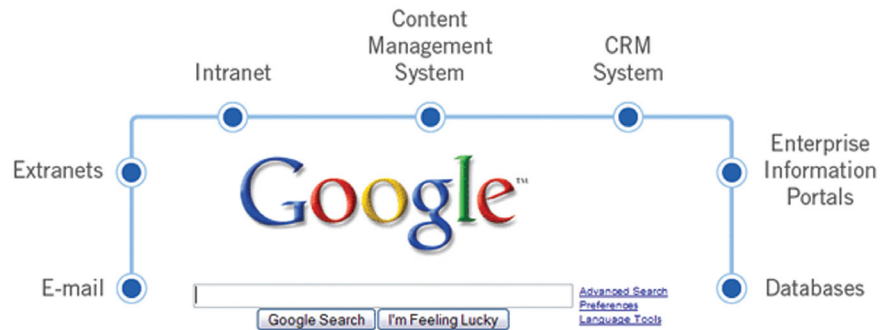 Content
Management
System
CRM
System
Intranet
Extranets
Enterprise
Information
Portals
Google™
E-mail
Databases
Advanced Search
Preferences
Language Tools
Google Search
I'm Feeling Lucky